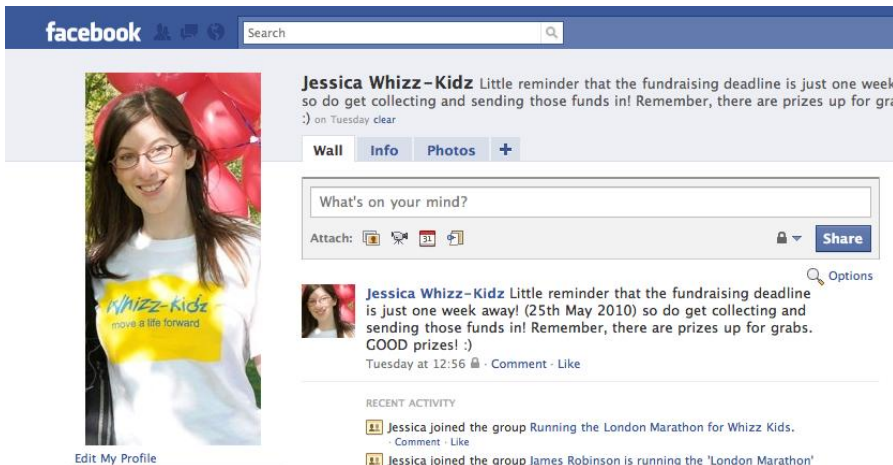 facebook
Search
Jessica Whizz-Kidz Little reminder that the fundraising deadline is just one week
so do get collecting and sending those funds in! Remember, there are prizes up for
:) on Tuesday clear
Wall Info Photos +
What's on your mind?
Attach: 31
Share
Options
Jessica Whizz-Kidz Little reminder that the fundraising deadline
is just one week away! (25th May 2010) so do get collecting and
sending those funds in! Remember, there are prizes up for grabs.
GOOD prizes! :)
Tuesday at 12:56 · Comment · Like
RECENT ACTIVITY
Jessica joined the group Running the London Marathon for Whizz Kids.
· Comment · Like
Jessica joined the group James Robinson is running the 'London Marathon'
Whizz-Kidz
move a life forward
Edit My Profile